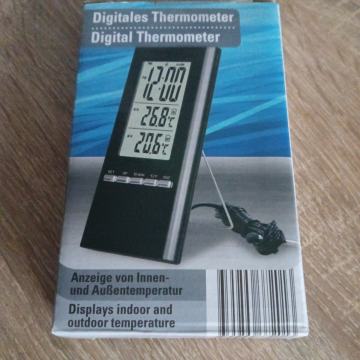 Digitales Thermometer
Digital Thermometer
12:00
26.8°C
20.6°C
SET
Anzeige von Innen-
und Außentemperatur
Displays indoor and
outdoor temperature